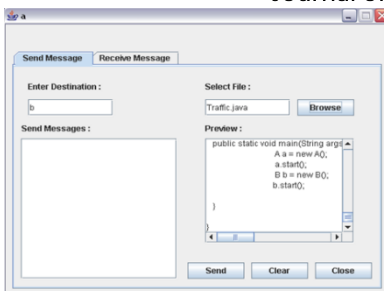 a
Send Message Receive Message
Enter Destination : Select File :
b Traffic.java Browse
Send Messages : Preview :
public static void main(String args
A a = new A();
a.start();
B b = new B();
b.start();
}
}
Send Clear Close